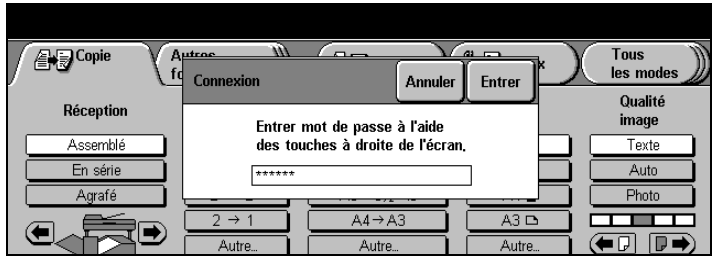 Copie
Tous
les modes
Connexion
Annuler
Entrer
Entrer mot de passe à l'aide
des touches à droite de l'écran.
******
Réception
Assemblé
En série
Agrafé
2 → 1
Autre...
A4→A3
Autre...
A3
Autre...
Qualité
image
Texte
Auto
Photo